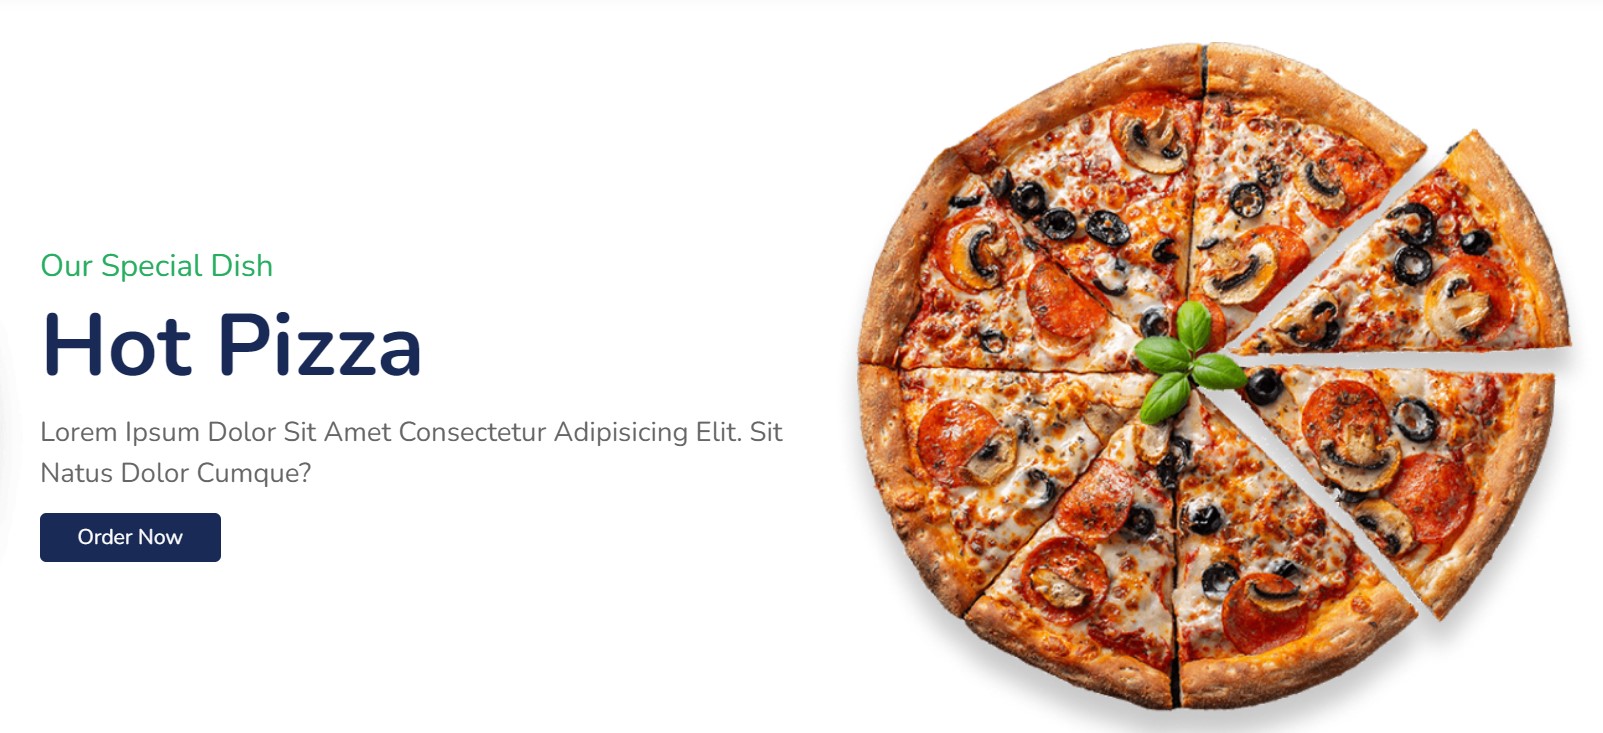 Our Special Dish
Hot Pizza
Lorem Ipsum Dolor Sit Amet Consectetur Adipisicing Elit. Sit
Natus Dolor Cumque?
Order Now